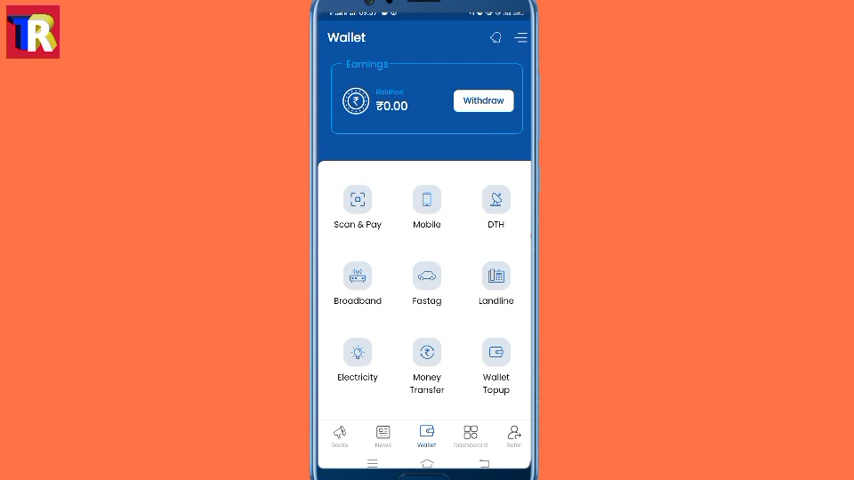 TR
Wallet
Earnings
Balance
₹0.00
Withdraw
Scan & Pay
Mobile
DTH
Broadband
Fastag
Landline
Electricity
Money
Transfer
Wallet
Topup
Deals
News
Wallet
Dashboard
Refer